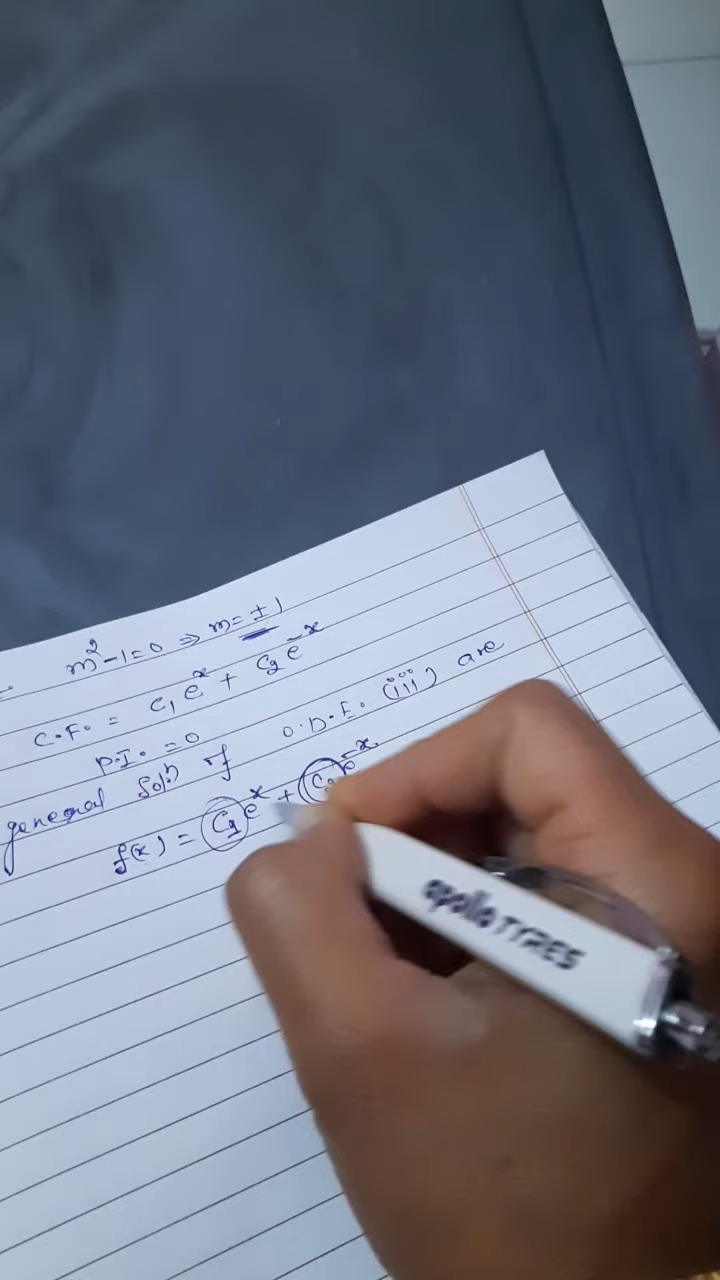 m²-1=0 ⇒ m=±1
C.F. = c₁eˣ + c₂e⁻ˣ
P.I. = 0
general Solⁿ of O.D.E. (iii) are
f(x) = c₁eˣ + c₂e⁻ˣ
apollo TYRES